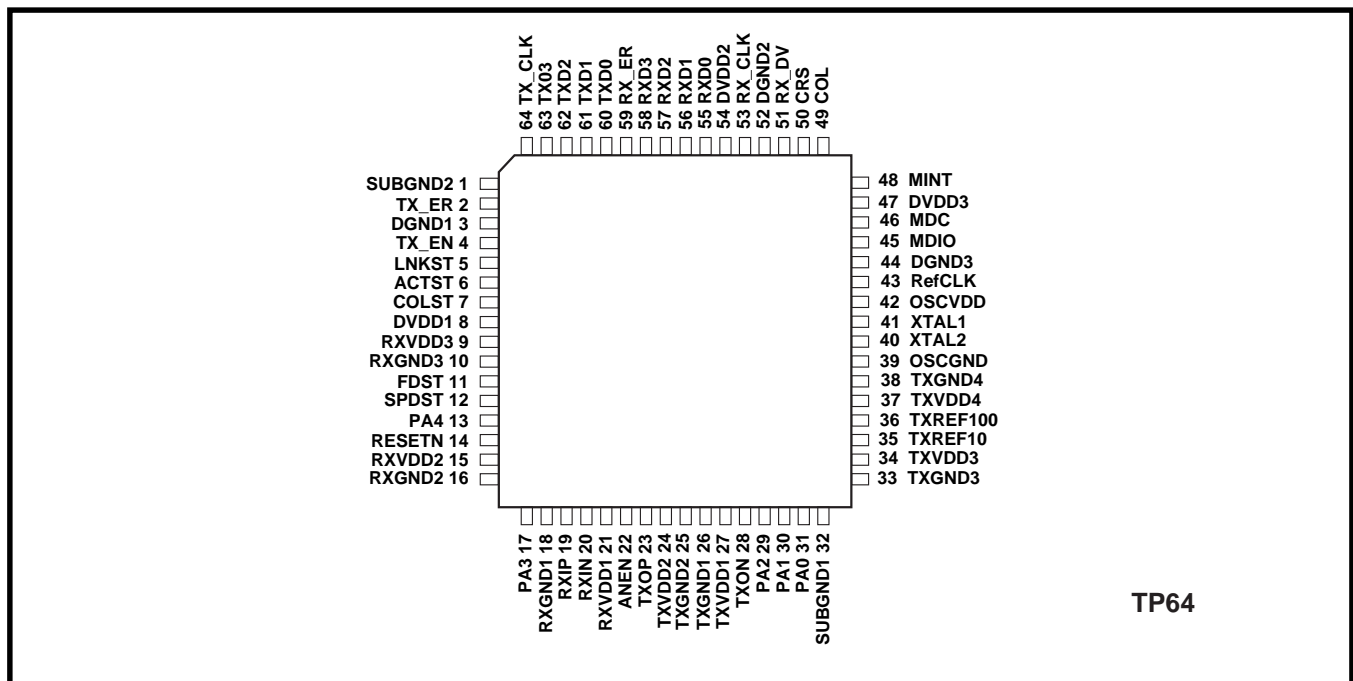 64 TX_CLK
63 TX03
62 TXD2
61 TXD1
60 TXD0
59 RX_ER
58 RXD3
57 RXD2
56 RXD1
55 RXD0
54 DVDD2
53 RX_CLK
52 DGND2
51 RX_DV
50 CRS
49 COL
SUBGND2 1
TX_ER 2
DGND1 3
TX_EN 4
LNKST 5
ACTST 6
COLST 7
DVDD1 8
RXVDD3 9
RXGND3 10
FDST 11
SPDST 12
PA4 13
RESETN 14
RXVDD2 15
RXGND2 16
48 MINT
47 DVDD3
46 MDC
45 MDIO
44 DGND3
43 RefCLK
42 OSCVDD
41 XTAL1
40 XTAL2
39 OSCGND
38 TXGND4
37 TXVDD4
36 TXREF100
35 TXREF10
34 TXVDD3
33 TXGND3
PA3 17
RXGND1 18
RXIP 19
RXIN 20
RXVDD1 21
ANEN 22
TXOP 23
TXVDD2 24
TXGND2 25
TXGND1 26
TXVDD1 27
TXON 28
PA2 29
PA1 30
PA0 31
SUBGND1 32
TP64